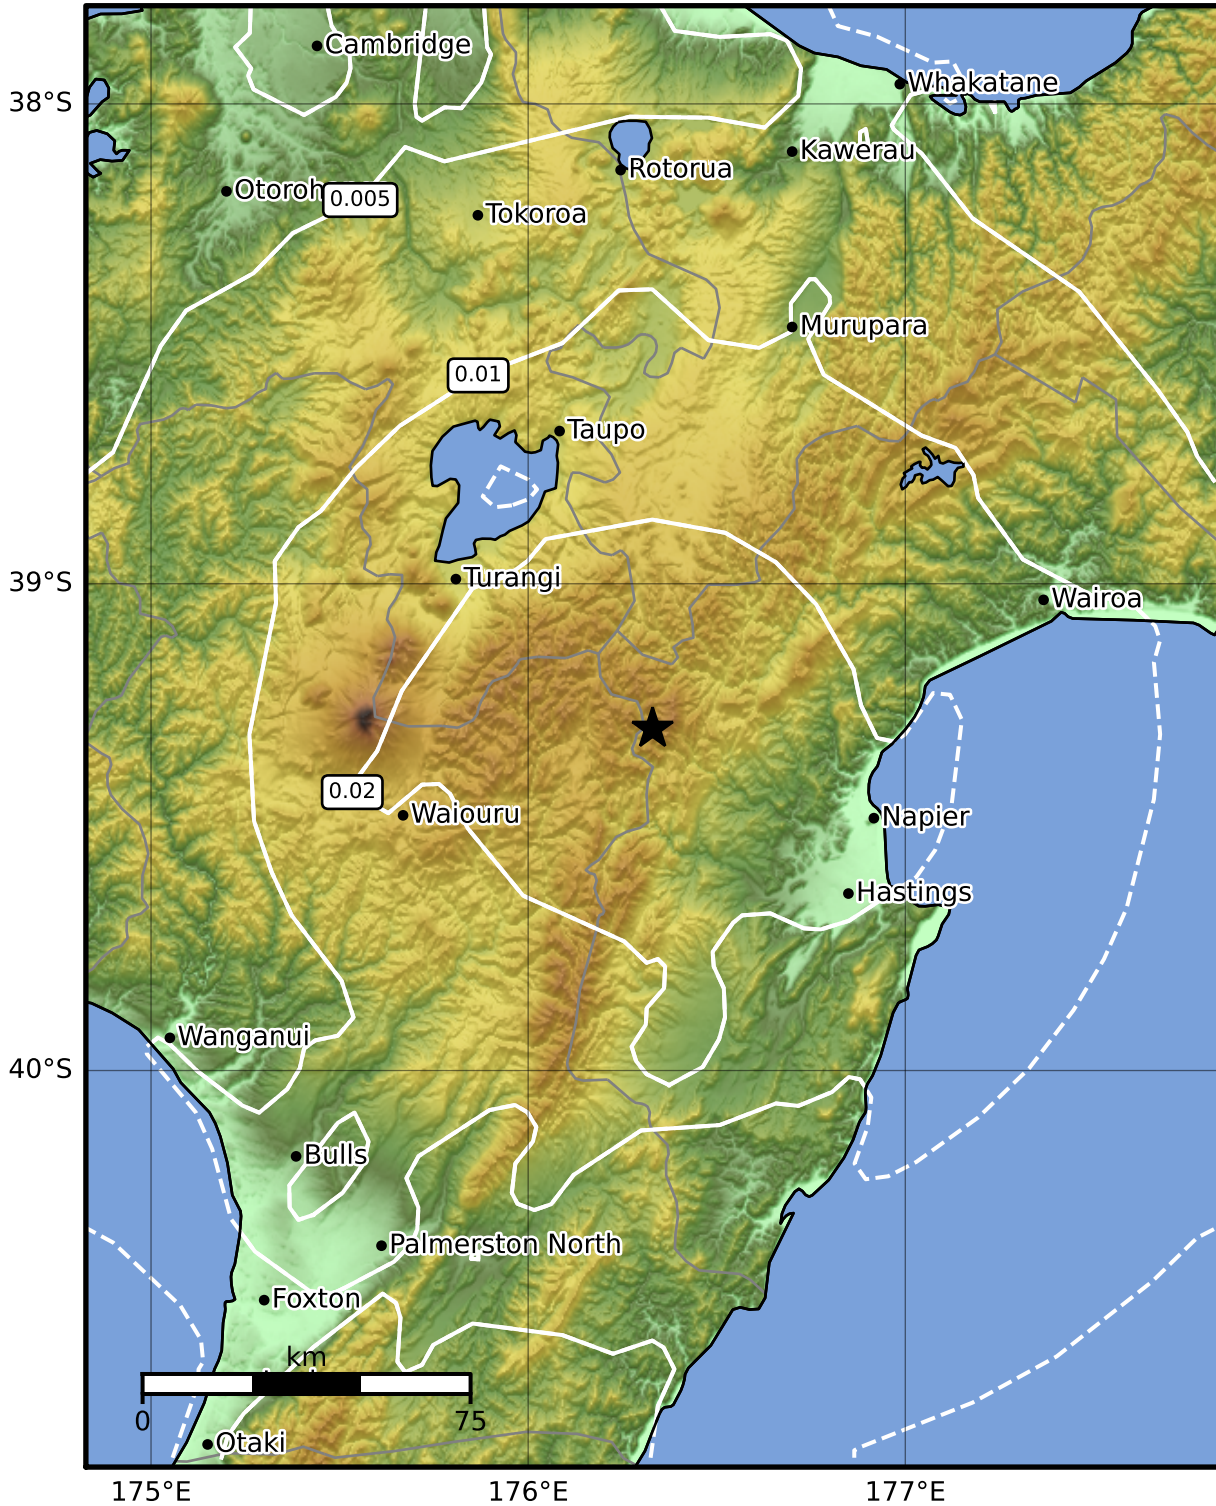 Cambridge
Whakatane
38°S
Kawerau
Rotorua
Otoroh
0.005
Tokoroa
Murupara
0.01
Taupo
39°S
Turangi
Wairoa
0.02
Waiouru
Napier
Hastings
Wanganui
40°S
Bulls
Palmerston North
Foxton
km
0
75
Otaki
175°E
176°E
177°E